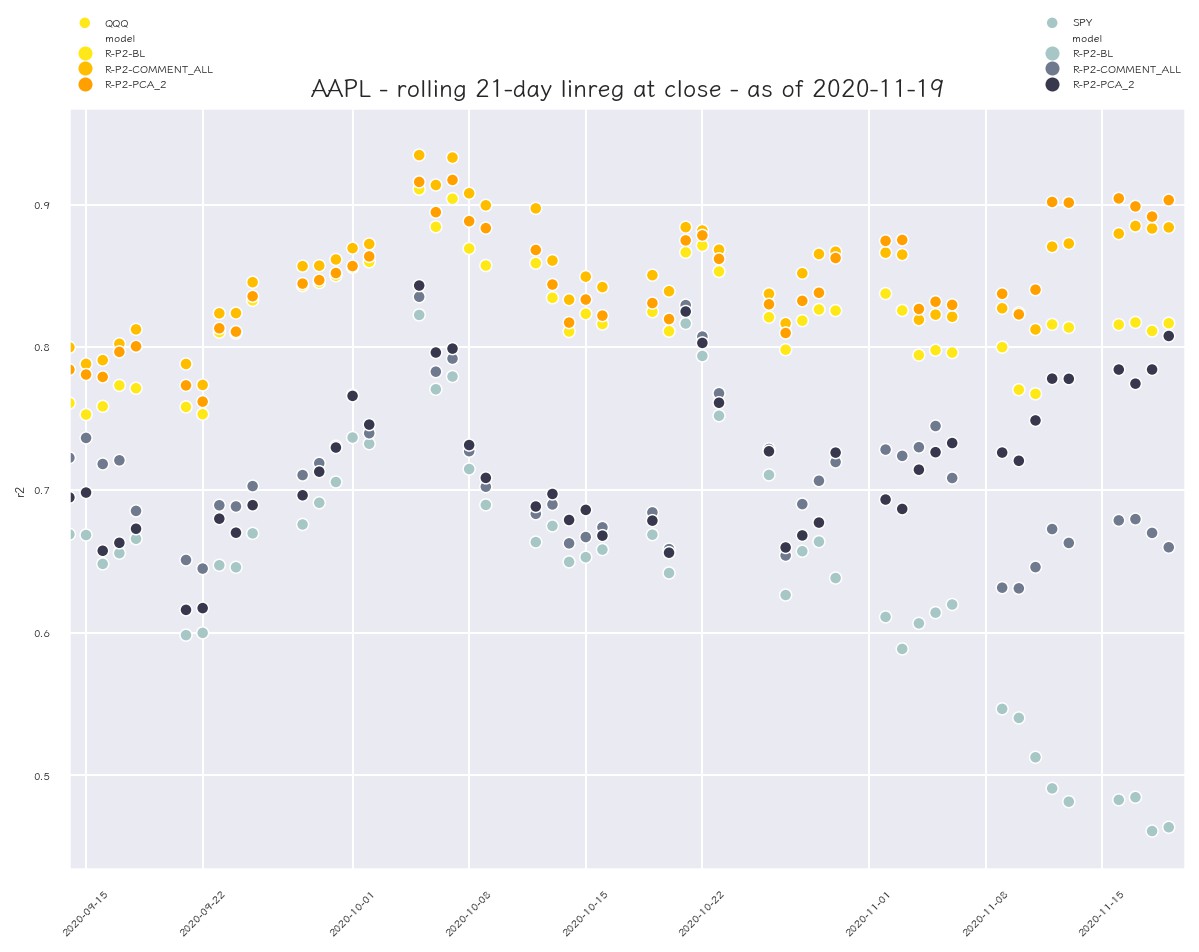 QQQ
model
R-P2-BL
R-P2-COMMENT_ALL
R-P2-PCA_2
SPY
model
R-P2-BL
R-P2-COMMENT_ALL
R-P2-PCA_2
AAPL - rolling 21-day linreg at close - as of 2020-11-19
0.9
0.8
0.7
0.6
0.5
r2
2020-09-15
2020-09-22
2020-10-01
2020-10-08
2020-10-15
2020-10-22
2020-11-01
2020-11-08
2020-11-15